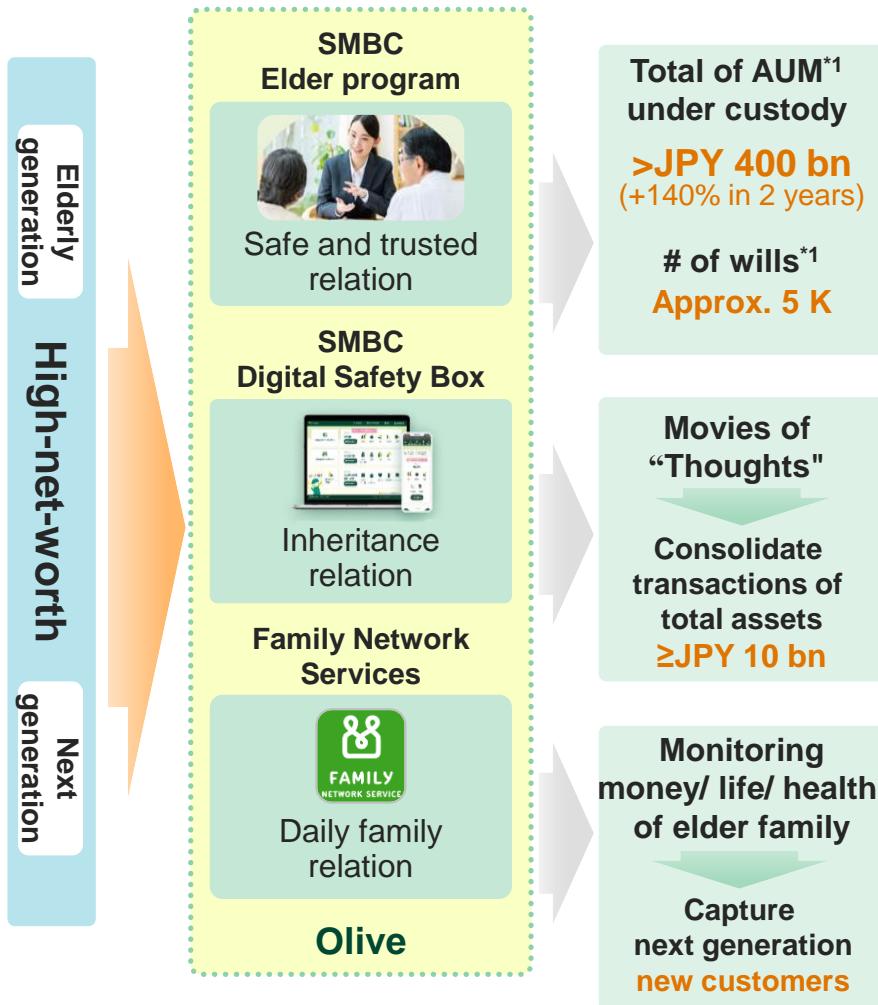 Elderly
generation
High-net-worth
Next
generation
SMBC
Elder program
Safe and trusted
relation
SMBC
Digital Safety Box
Inheritance
relation
Family Network
Services
FAMILY
NETWORK SERVICE
Daily family
relation
Olive
Total of AUM*1
under custody
>JPY 400 bn
(+140% in 2 years)
# of wills*1
Approx. 5 K
Movies of
“Thoughts"
Consolidate
transactions of
total assets
≥JPY 10 bn
Monitoring
money/ life/ health
of elder family
Capture
next generation
new customers